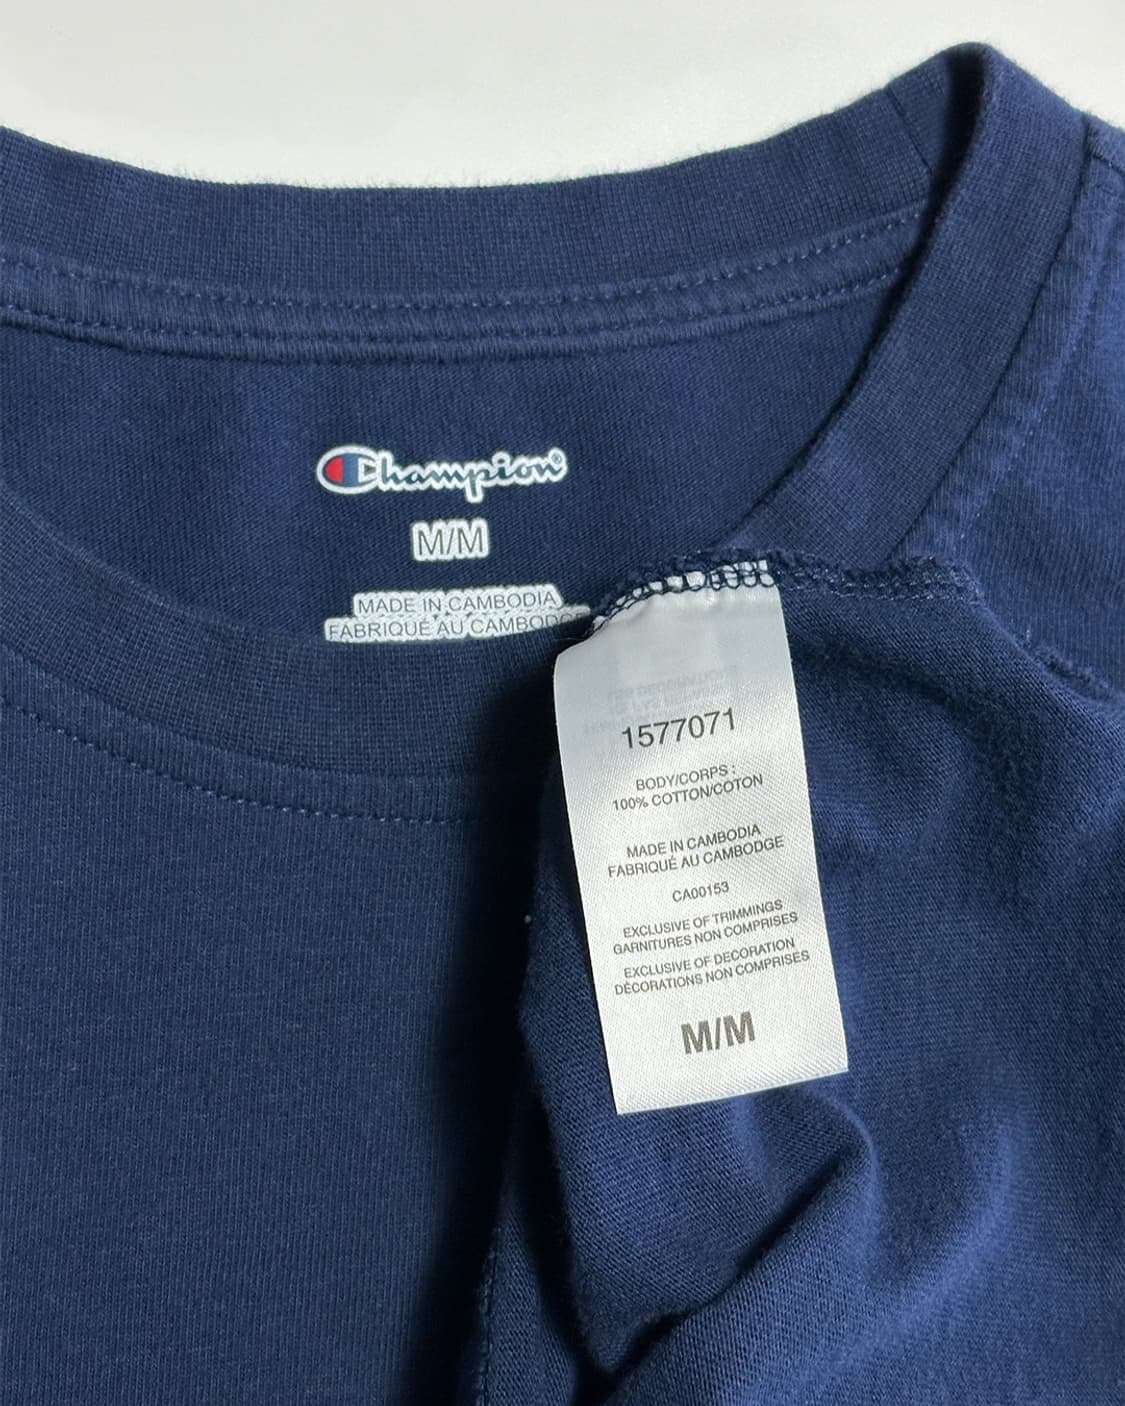 Champion®
M/M
MADE IN CAMBODIA
FABRIQUÉ AU CAMBODGE
1577071
BODY/CORPS :
100% COTTON/COTON
MADE IN CAMBODIA
FABRIQUÉ AU CAMBODGE
CA00153
EXCLUSIVE OF TRIMMINGS
GARNITURES NON COMPRISES
EXCLUSIVE OF DECORATION
DÉCORATIONS NON COMPRISES
M/M